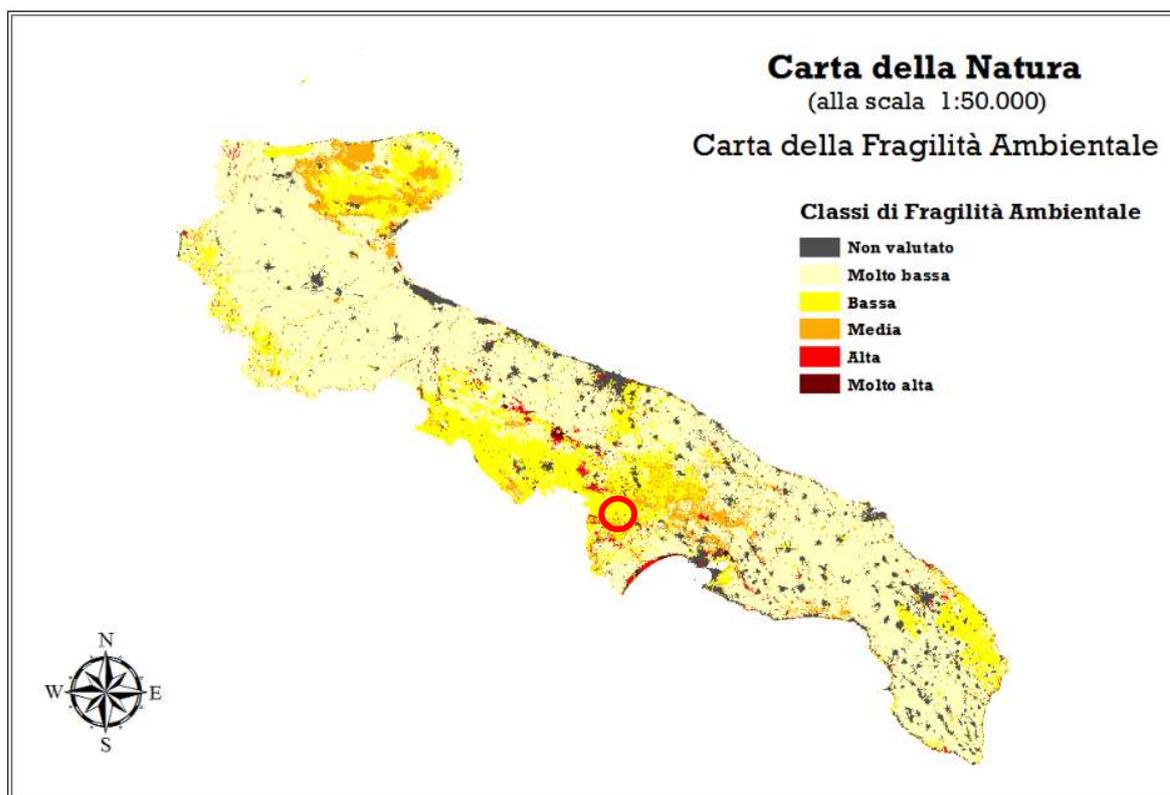 Carta della Natura
(alla scala 1:50.000)
Carta della Fragilità Ambientale
Classi di Fragilità Ambientale
Non valutato
Molto bassa
Bassa
Media
Alta
Molto alta
N
W E
S